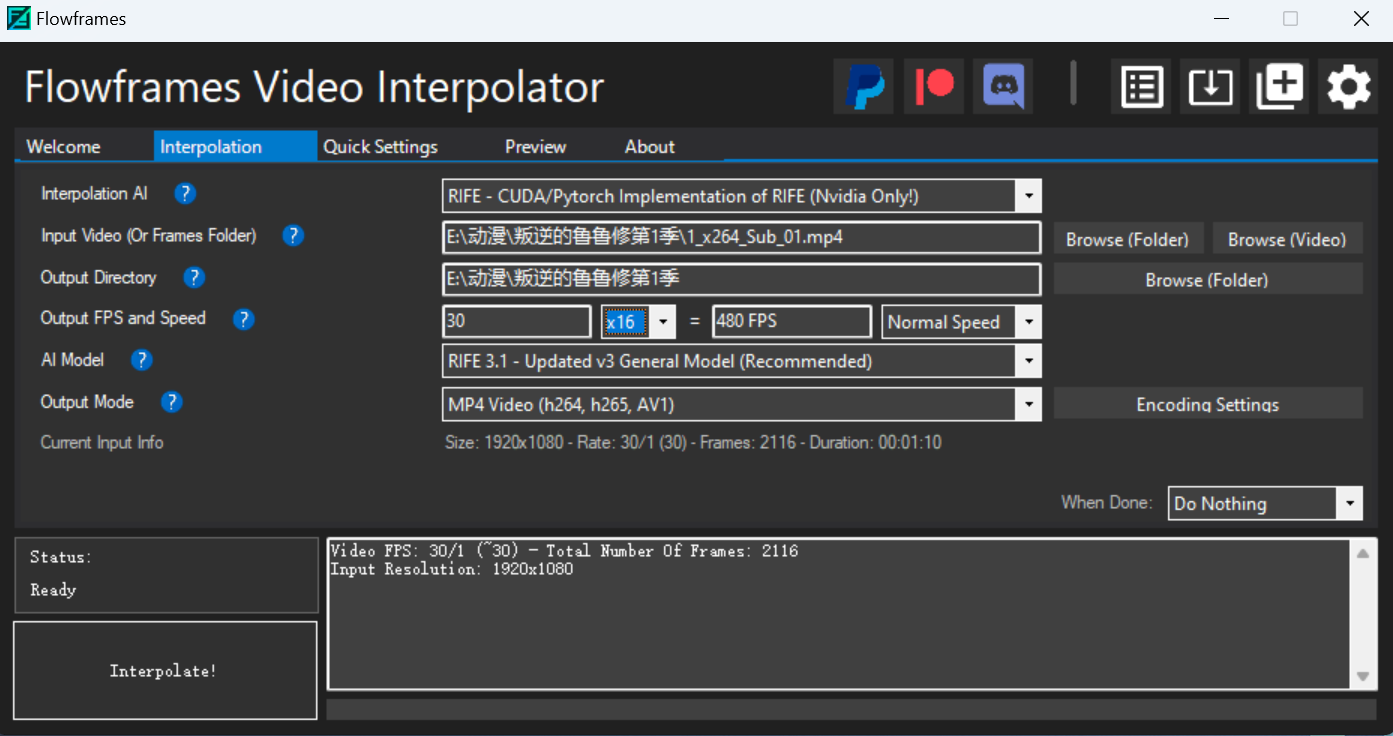 Flowframes
Flowframes Video Interpolator
Welcome Interpolation Quick Settings Preview About
Interpolation AI ? RIFE - CUDA/Pytorch Implementation of RIFE (Nvidia Only!)
Input Video (Or Frames Folder) ? E:\动漫\叛逆的鲁鲁修第1季\1_x264_Sub_01.mp4 Browse (Folder) Browse (Video)
Output Directory ? E:\动漫\叛逆的鲁鲁修第1季 Browse (Folder)
Output FPS and Speed ? 30 x16 = 480 FPS Normal Speed
AI Model ? RIFE 3.1 - Updated v3 General Model (Recommended)
Output Mode ? MP4 Video (h264, h265, AV1) Encoding Settings
Current Input Info Size: 1920x1080 - Rate: 30/1 (30) - Frames: 2116 - Duration: 00:01:10
When Done: Do Nothing
Status:
Ready
Interpolate!
Video FPS: 30/1 (~30) - Total Number Of Frames: 2116
Input Resolution: 1920x1080